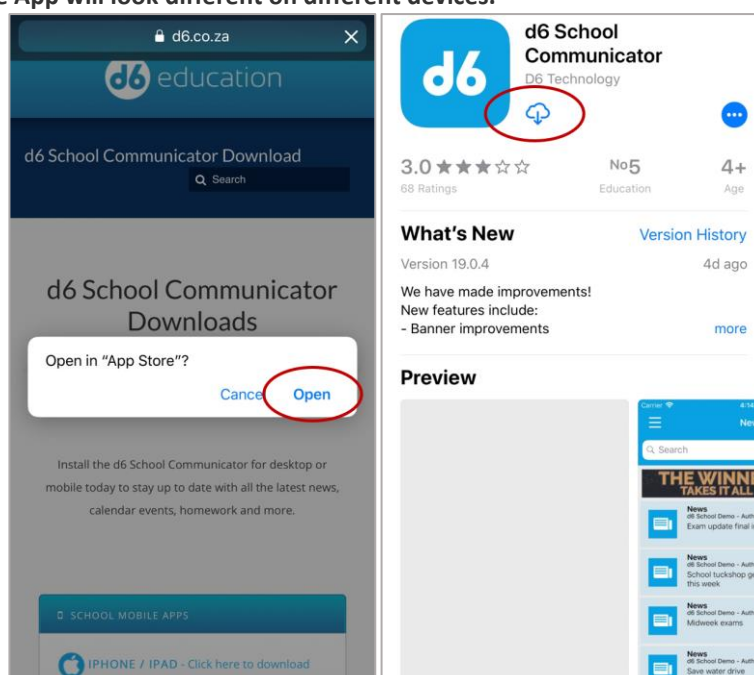 App will look different on different devices.
d6.co.za
d6 education
d6 School Communicator Download
Search
d6 School Communicator
Downloads
Open in “App Store”?
Cance
Open
Install the d6 School Communicator for desktop or
mobile today to stay up to date with all the latest news,
calendar events, homework and more.
SCHOOL MOBILE APPS
IPHONE / IPAD - Click here to download
d6
d6 School
Communicator
D6 Technology
3.0 ★★★☆☆
68 Ratings
No5
Education
4+
Age
What's New
Version History
Version 19.0.4
4d ago
We have made improvements!
New features include:
- Banner improvements
more
Preview
Carrier
4:14
Search
THE WINN
TAKES IT ALL
News
d6 School Demo - Auth
Exam update final
News
d6 School Demo - Auth
School tuckshop
this week
News
d6 School Demo - Auth
Midweek exams
News
d6 School Demo - Auth
Save water drive